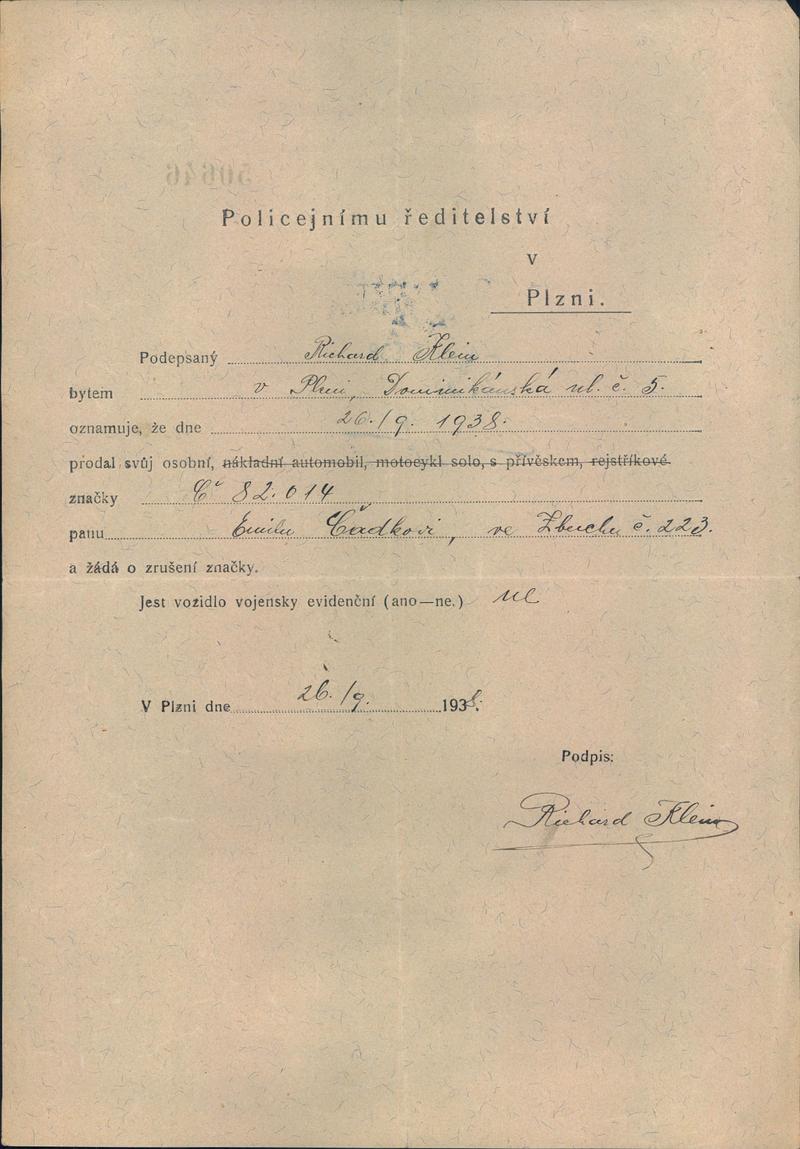 50646
Policejnímu ředitelství
v
Plzni.
Podepsaný Richard Klein
bytem v Plzni, Dominikánská ul. č. 5.
oznamuje, že dne 26./9. 1938.
prodal svůj osobní, nákladní automobil, motocykl solo, s přívěskem, rejstříkové
značky Č 82.014
panu Emilu Čádkovi, ve Zbuchu č. 223.
a žádá o zrušení značky.
Jest vozidlo vojensky evidenční (ano—ne.) ne
V Plzni dne 26./9. 1938.
Podpis:
Richard Klein